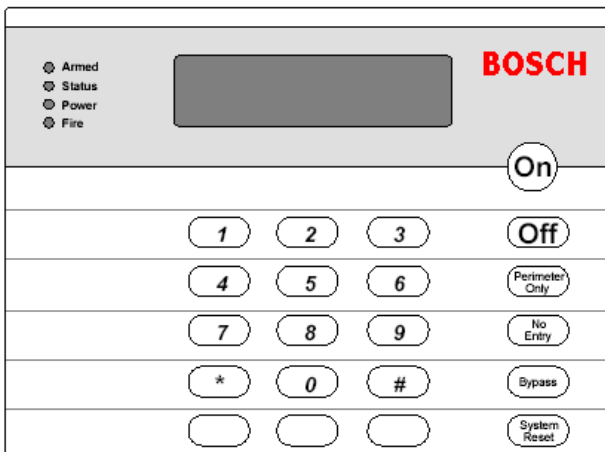 Armed
Status
Power
Fire
BOSCH
On
1 2 3 Off
4 5 6 Perimeter
Only
7 8 9 No
Entry
* 0 # Bypass
System
Reset